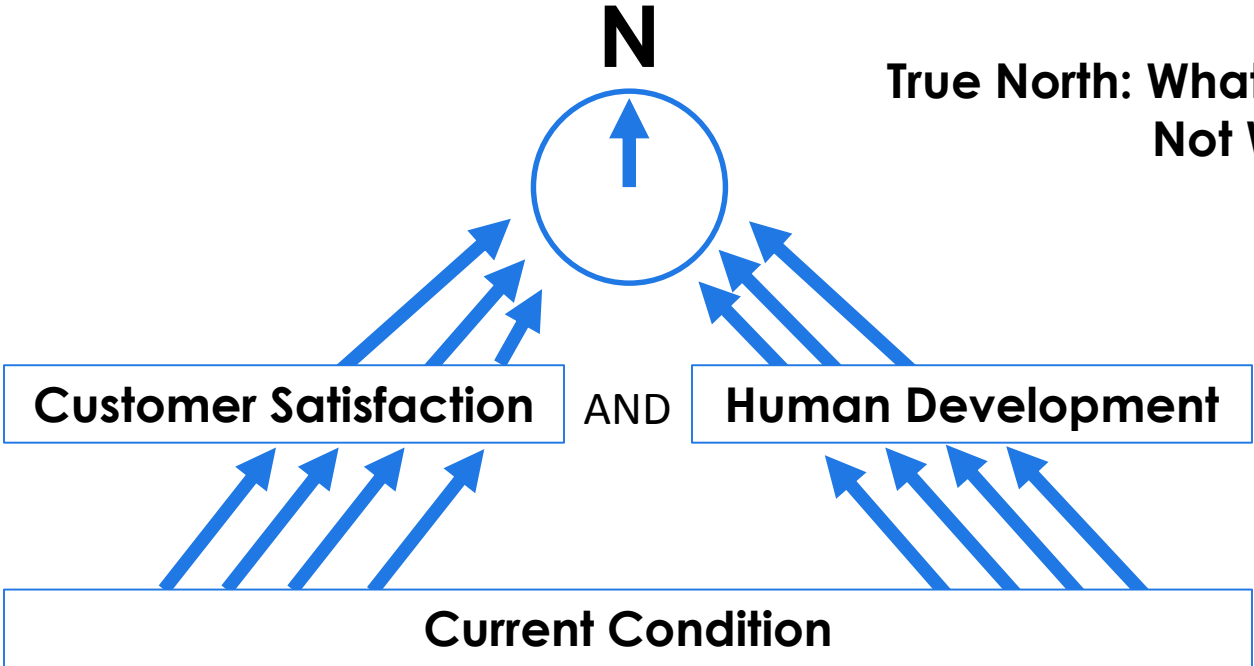 N
True North: What
Not
Customer Satisfaction
AND
Human Development
Current Condition